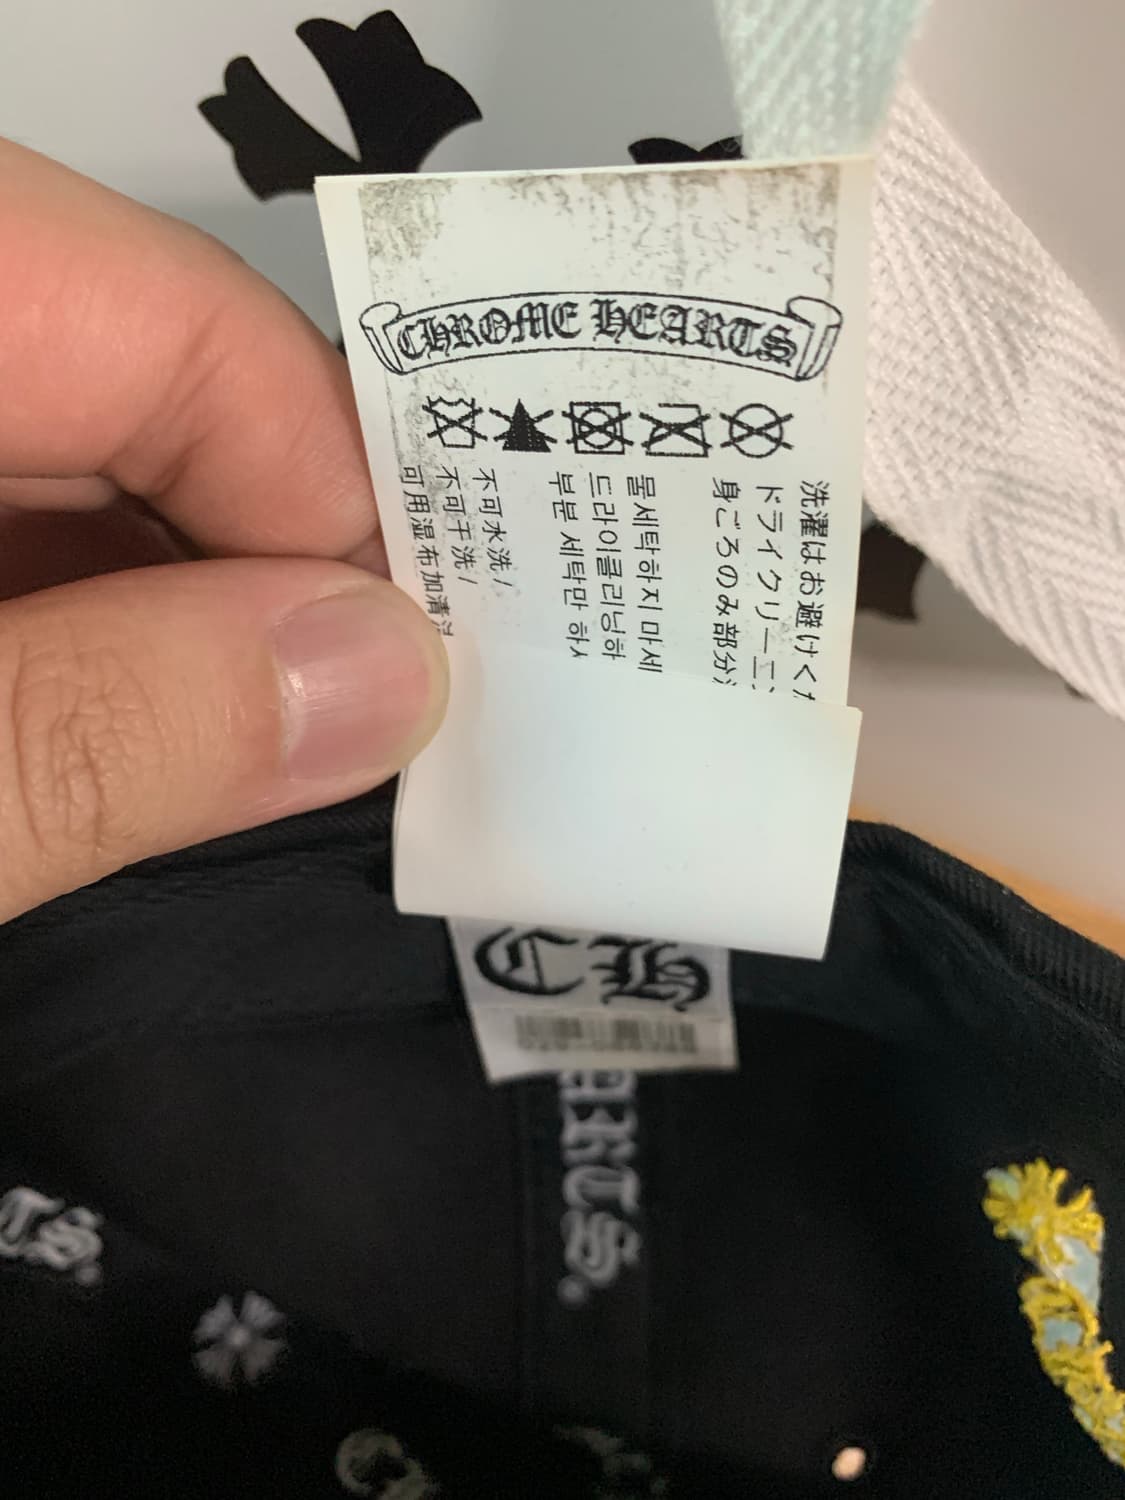 CHROME HEARTS
洗濯はお避けくだ
ドライクリーニン
身ごろのみ部分
물세탁하지 마세
드라이클리닝하
부분 세탁만 하
不可水洗/
不可干洗/
可用湿布加清
CH
TS.